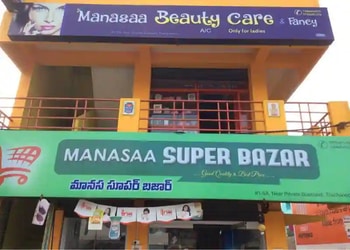 Manasaa Beauty Care & Fancy
A/C Only for ladies
MANASAA SUPER BAZAR
....Good Quality & Best Price....
మానస సూపర్ బజార్